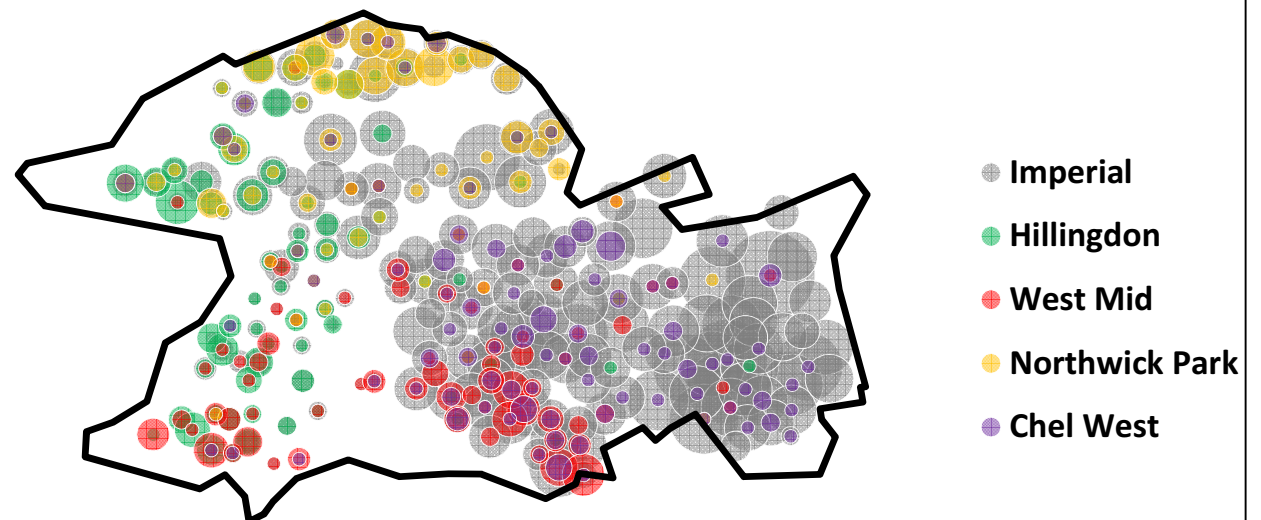 Imperial
Hillingdon
West Mid
Northwick Park
Chel West